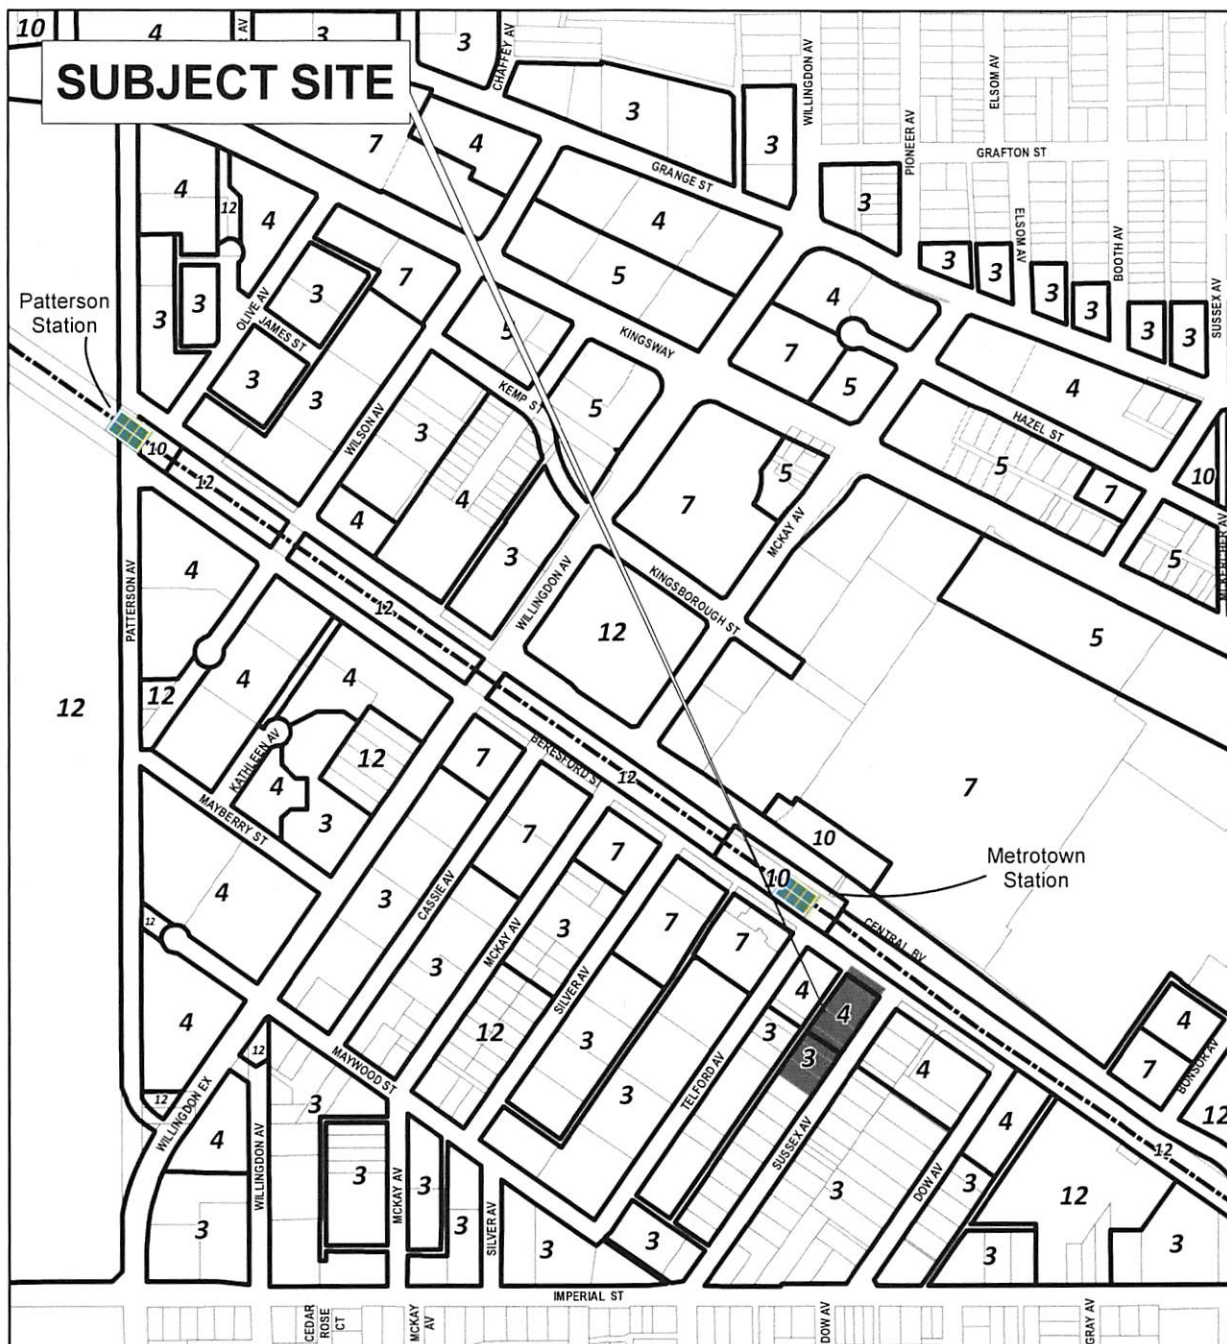 10
4
3
3
CHAFFEY AV
WILLINGDON AV
ELSOM AV
SUBJECT SITE
AV
3
3
PIONEER AV
GRAFTON ST
7
4
GRANGE ST
4
12
4
3
4
ELSOM AV
BOOTH AV
SUSSEX AV
7
5
3
3
4
3
3
3
3
Patterson
Station
3
3
OLIVE AV
JAMES ST
3
5
KINGSWAY
7
5
3
3
3
KEMP ST
5
4
HAZEL ST
WILSON AV
3
10
12
4
4
3
7
5
MCKAY AV
5
7
10
5
PATTERSON AV
4
12
WILLINGDON AV
KINGSBOROUGH ST
12
5
12
12
4
4
KATHLEEN AV
12
4
3
MAYBERRY ST
7
BERESFORD ST
12
7
7
7
10
10
Metrotown
Station
CENTRAL BV
4
12
3
CASSIE AV
3
MCKAY AV
3
SILVER AV
7
7
4
4
3
3
4
12
3
3
TELFORD AV
4
4
7
BONSOR AV
12
12
12
WILLINGDON EX
4
WILLINGDON AV
3
MAYWOOD ST
SUSSEX AV
3
DOW AV
4
3
12
12
3
3
MCKAY AV
3
3
SILVER AV
3
3
3
3
IMPERIAL ST
CEDAR
ROSE
CT
MCKAY
AV
DOW AV
GRAY AV